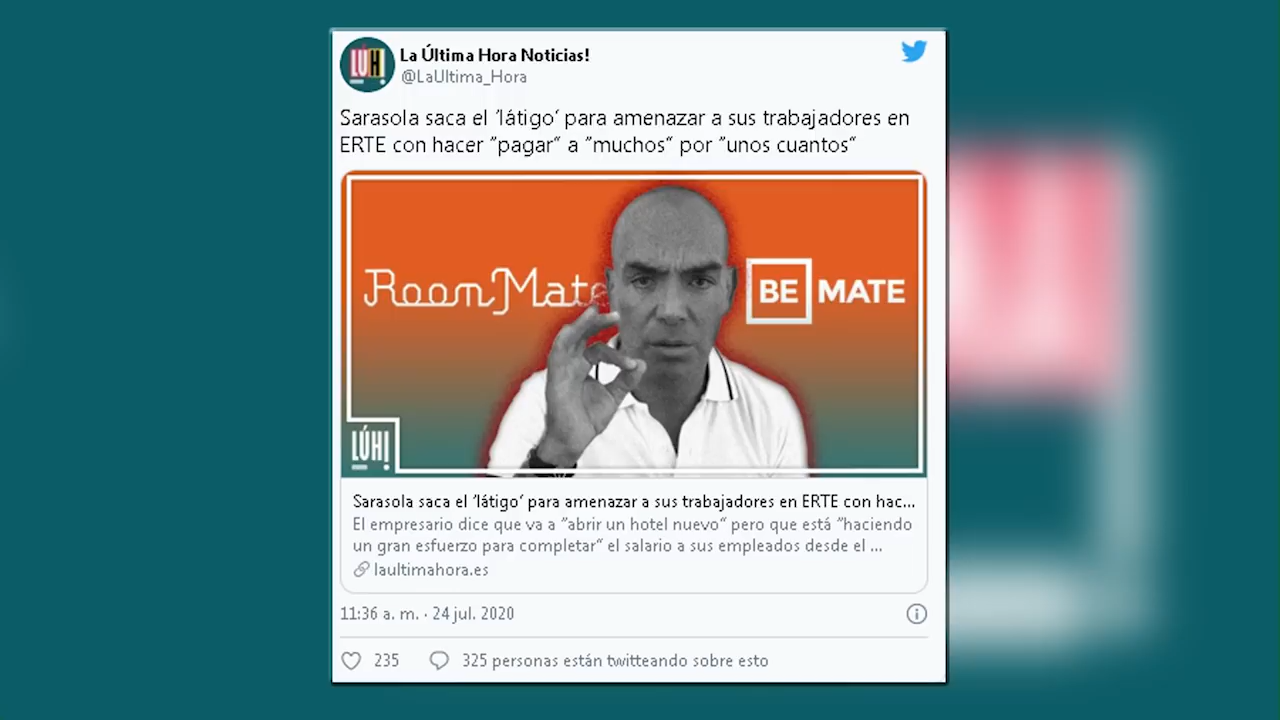 LÚH!
La Última Hora Noticias!
@LaUltima_Hora
Sarasola saca el ’látigo‘ para amenazar a sus trabajadores en
ERTE con hacer ”pagar“ a ”muchos“ por ”unos cuantos“
Room Mate
BE MATE
LÚH!
Sarasola saca el ’látigo‘ para amenazar a sus trabajadores en ERTE con hac...
El empresario dice que va a ”abrir un hotel nuevo“ pero que está ”haciendo
un gran esfuerzo para completar“ el salario a sus empleados desde el ...
laultimahora.es
11:36 a. m. · 24 jul. 2020
235
325 personas están twitteando sobre esto